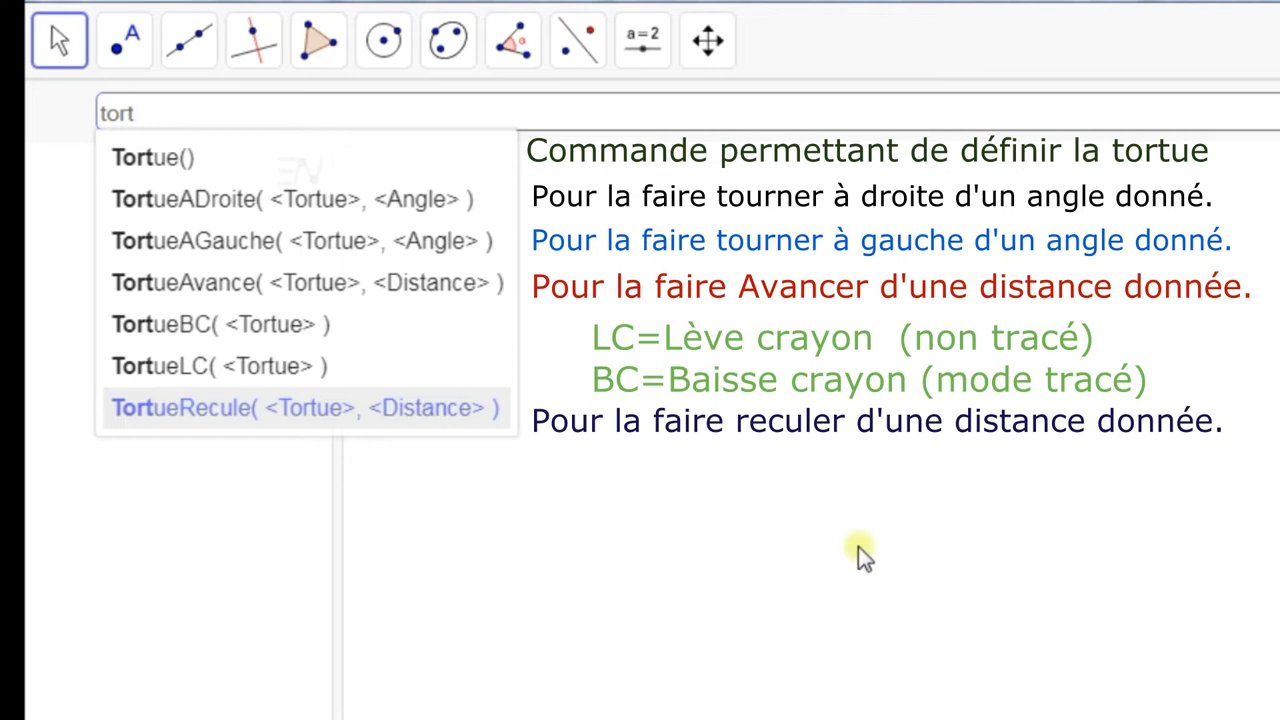 A
α
a=2
tort
Tortue()
Commande permettant de définir la tortue
TortueADroite( <Tortue>, <Angle> )
Pour la faire tourner à droite d'un angle donné.
TortueAGauche( <Tortue>, <Angle> )
Pour la faire tourner à gauche d'un angle donné.
TortueAvance( <Tortue>, <Distance> )
Pour la faire Avancer d'une distance donnée.
TortueBC( <Tortue> )
LC=Lève crayon (non tracé)
TortueLC( <Tortue> )
BC=Baisse crayon (mode tracé)
TortueRecule( <Tortue>, <Distance> )
Pour la faire reculer d'une distance donnée.